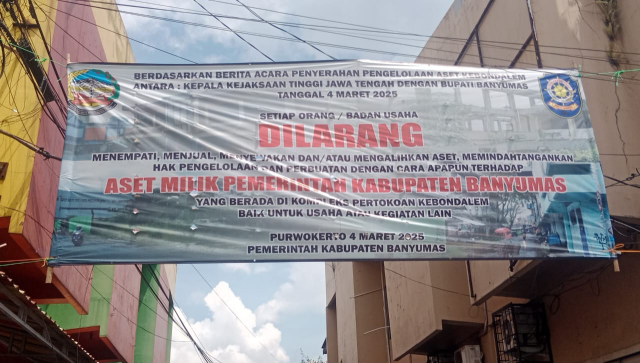 BERDASARKAN BERITA ACARA PENYERAHAN PENGELOLAAN ASET KEBONDALEM
ANTARA : KEPALA KEJAKSAAN TINGGI JAWA TENGAH DENGAN BUPATI BANYUMAS
TANGGAL 4 MARET 2025
SETIAP ORANG / BADAN USAHA
DILARANG
MENEMPATI, MENJUAL, MENYEWAKAN DAN/ATAU MENGALIHKAN ASET, MEMINDAHTANGANKAN
HAK PENGELOLAAN DAN PERBUATAN DENGAN CARA APAPUN TERHADAP
ASET MILIK PEMERINTAH KABUPATEN BANYUMAS
YANG BERADA DI KOMPLEKS PERTOKOAN KEBONDALEM
BAIK UNTUK USAHA ATAU KEGIATAN LAIN
PURWOKERTO 4 MARET 2025
PEMERINTAH KABUPATEN BANYUMAS